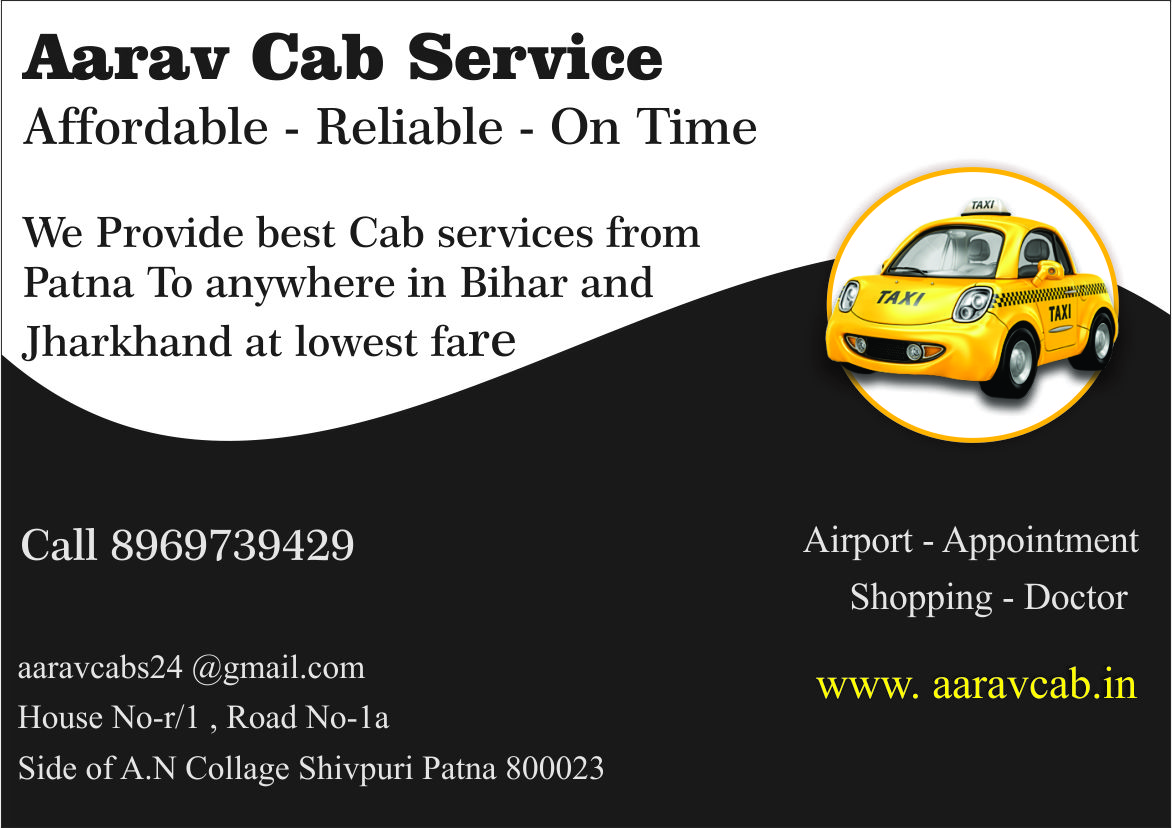 Aarav Cab Service
Affordable - Reliable - On Time
We Provide best Cab services from
Patna To anywhere in Bihar and
Jharkhand at lowest fare
TAXI
TAXI
TAXI
Call 8969739429
Airport - Appointment
Shopping - Doctor
aaravcabs24 @gmail.com
House No-r/1 , Road No-1a
Side of A.N Collage Shivpuri Patna 800023
www. aaravcab.in